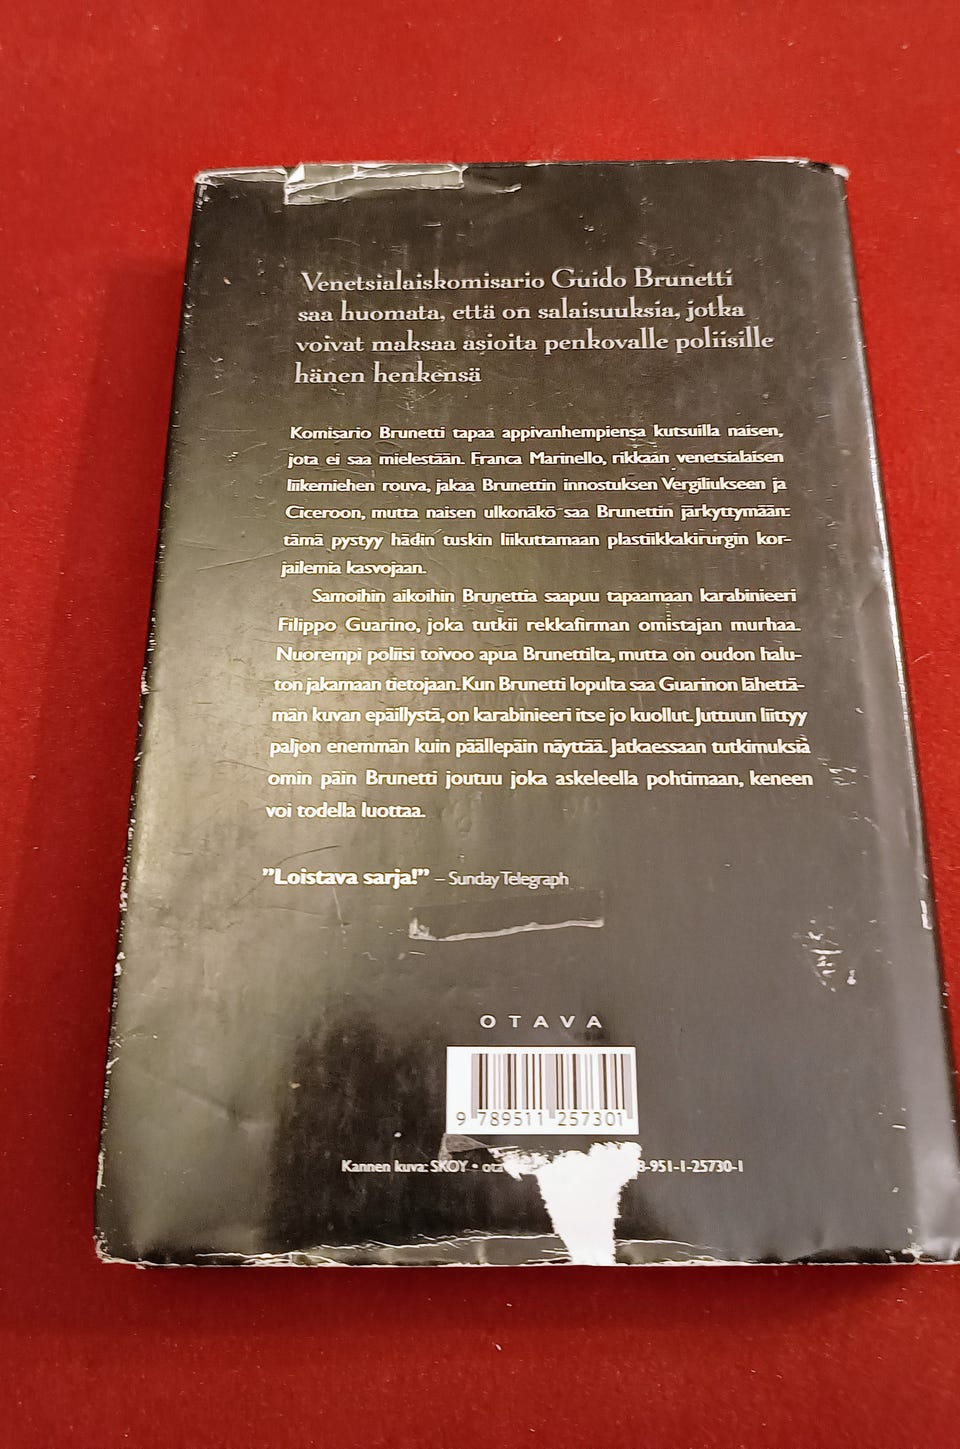 Venetsialaiskomisario Guido Brunetti
saa huomata, että on salaisuuksia, jotka
voivat maksaa asioita penkovalle poliisille
hänen henkensä
Komisario Brunetti tapaa appivanhempiensa kutsuilla naisen,
jota ei saa mielestään. Franca Marinello, rikkaan venetsialaisen
liikemiehen rouva, jakaa Brunettin innostuksen Vergiliukseen ja
Ciceroon, mutta naisen ulkonäkö saa Brunettin järkyttymään:
tämä pystyy hädin tuskin liikuttamaan plastiikkakirurgin kor-
jailemia kasvojaan.
Samoihin aikoihin Brunettia saapuu tapaamaan karabinieeri
Filippo Guarino, joka tutkii rekkafirman omistajan murhaa.
Nuorempi poliisi toivoo apua Brunettilta, mutta on oudon halu-
ton jakamaan tietojaan. Kun Brunetti lopulta saa Guarinon lähettä-
män kuvan epäillystä, on karabinieeri itse jo kuollut. Juttuun liittyy
paljon enemmän kuin päällepäin näyttää. Jatkaessaan tutkimuksia
omin päin Brunetti joutuu joka askeleella pohtimaan, keneen
voi todella luottaa.
"Loistava sarja!" – Sunday Telegraph
OTAVA
9 789511 257301
Kannen kuva: SKOY • ota 8-951-1-25730-1